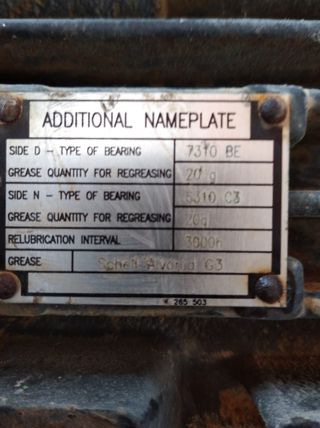 ADDITIONAL NAMEPLATE
SIDE D - TYPE OF BEARING 7310 BE
GREASE QUANTITY FOR REGREASING 20 g
SIDE N - TYPE OF BEARING 6310 C3
GREASE QUANTITY FOR REGREASING 20g
RELUBRICATION INTERVAL 3000h
GREASE Schell-Alvania G3
265 503